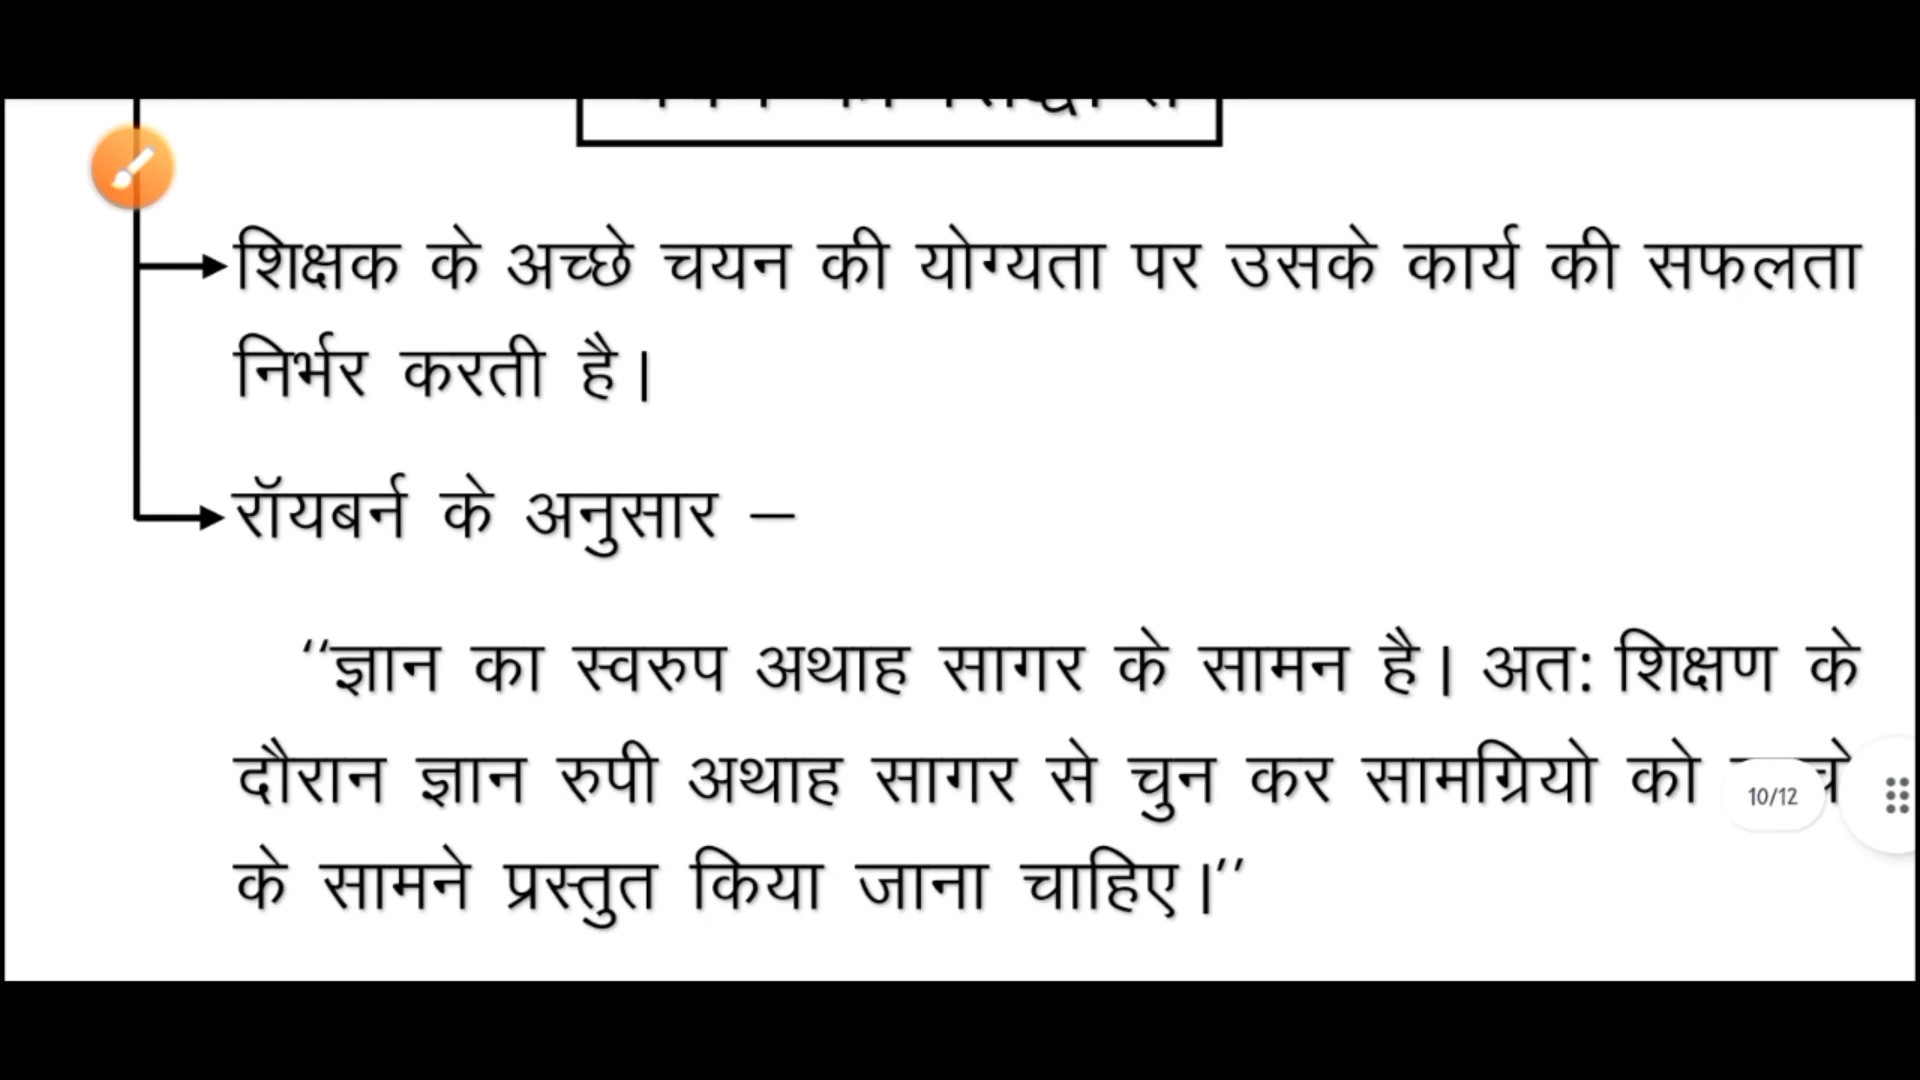 शिक्षक के अच्छे चयन की योग्यता पर उसके कार्य की सफलता
निर्भर करती है।
रॉयबर्न के अनुसार –
“ज्ञान का स्वरुप अथाह सागर के सामन है। अत: शिक्षण के
दौरान ज्ञान रुपी अथाह सागर से चुन कर सामग्रियो को
10/12
के सामने प्रस्तुत किया जाना चाहिए।”